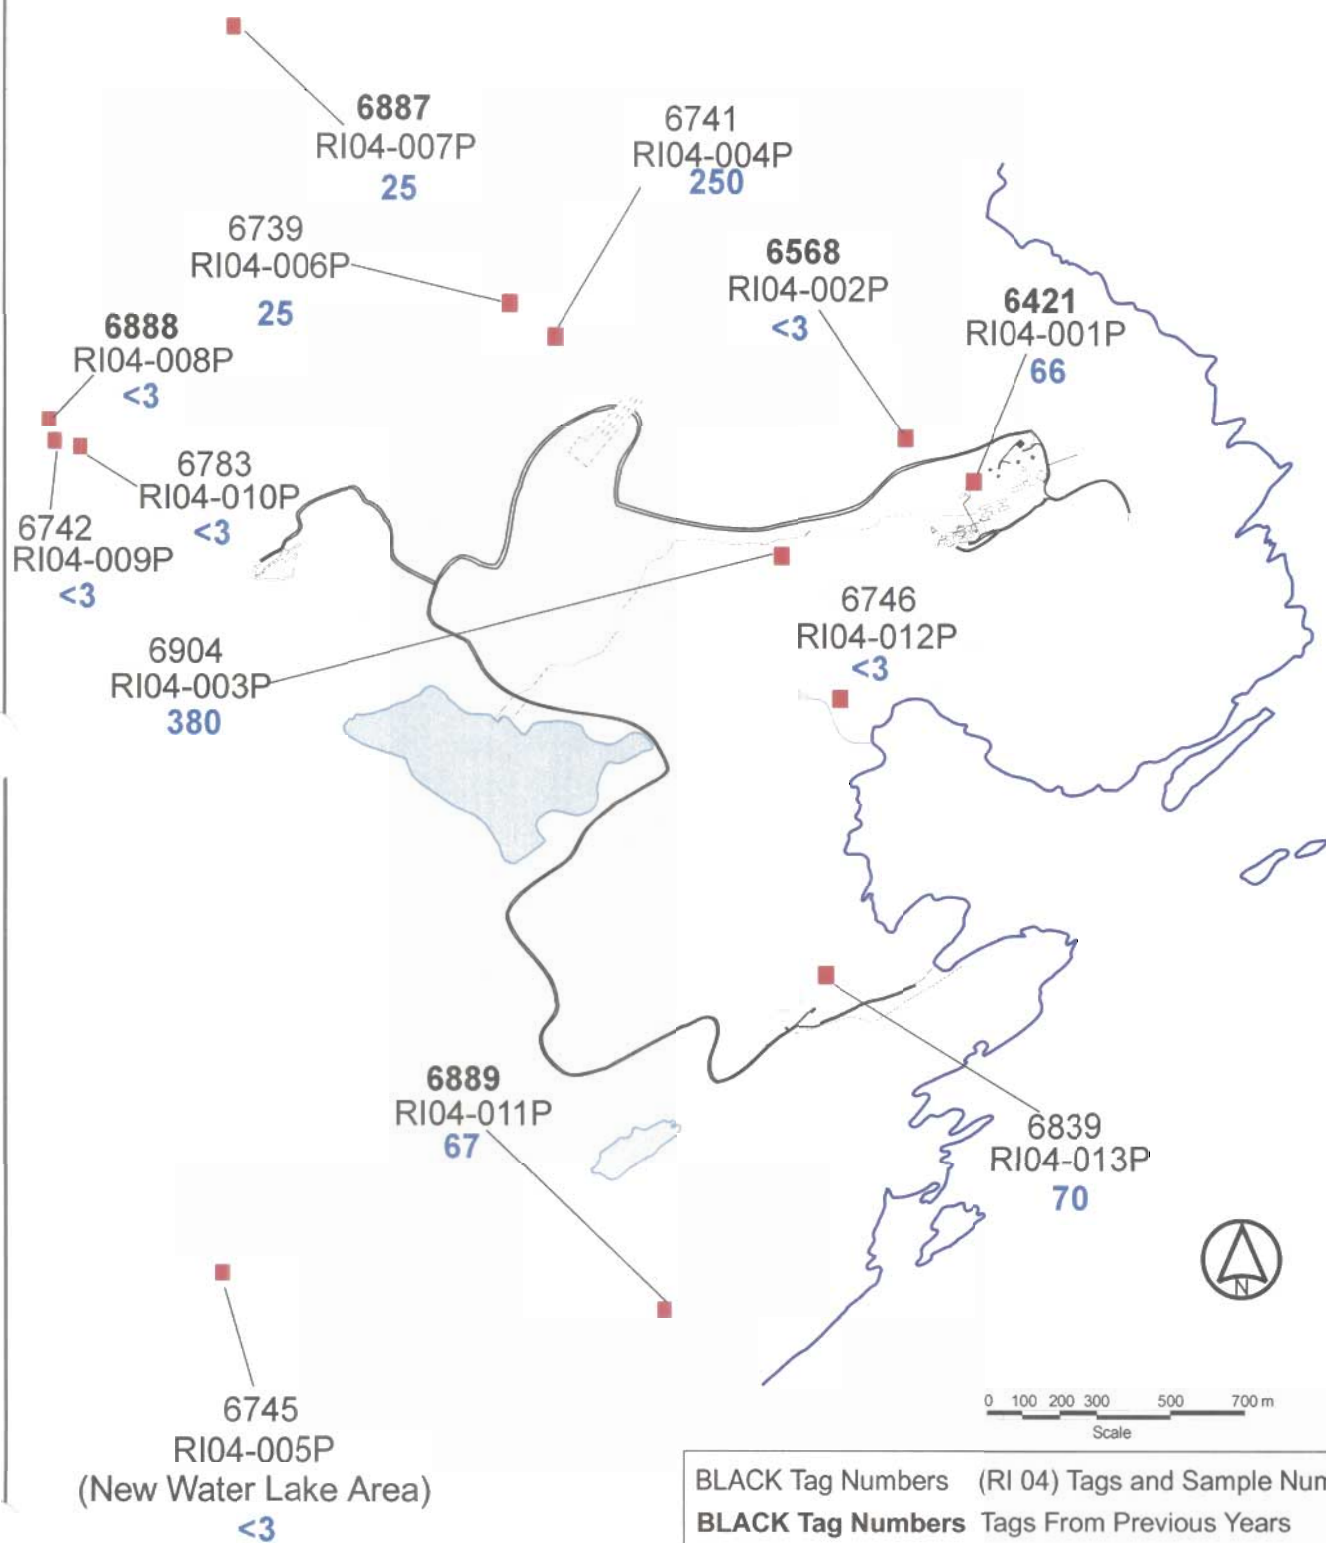 6887
RI04-007P
25
6741
RI04-004P
250
6739
RI04-006P
25
6568
RI04-002P
<3
6421
RI04-001P
66
6888
RI04-008P
<3
6783
RI04-010P
<3
6742
RI04-009P
<3
6904
RI04-003P
380
6746
RI04-012P
<3
6889
RI04-011P
67
6839
RI04-013P
70
N
6745
RI04-005P
(New Water Lake Area)
<3
0 100 200 300 500 700 m
Scale
BLACK Tag Numbers (RI 04) Tags and Sample Num
BLACK Tag Numbers Tags From Previous Years